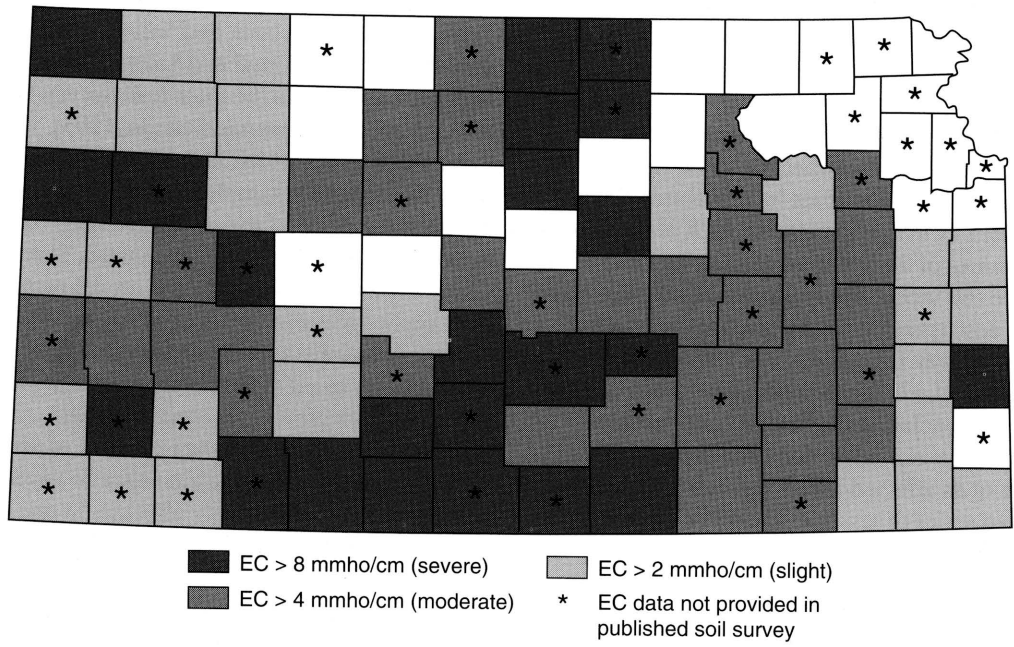 EC > 8 mmho/cm (severe)
EC > 4 mmho/cm (moderate)
EC > 2 mmho/cm (slight)
* EC data not provided in
published soil survey